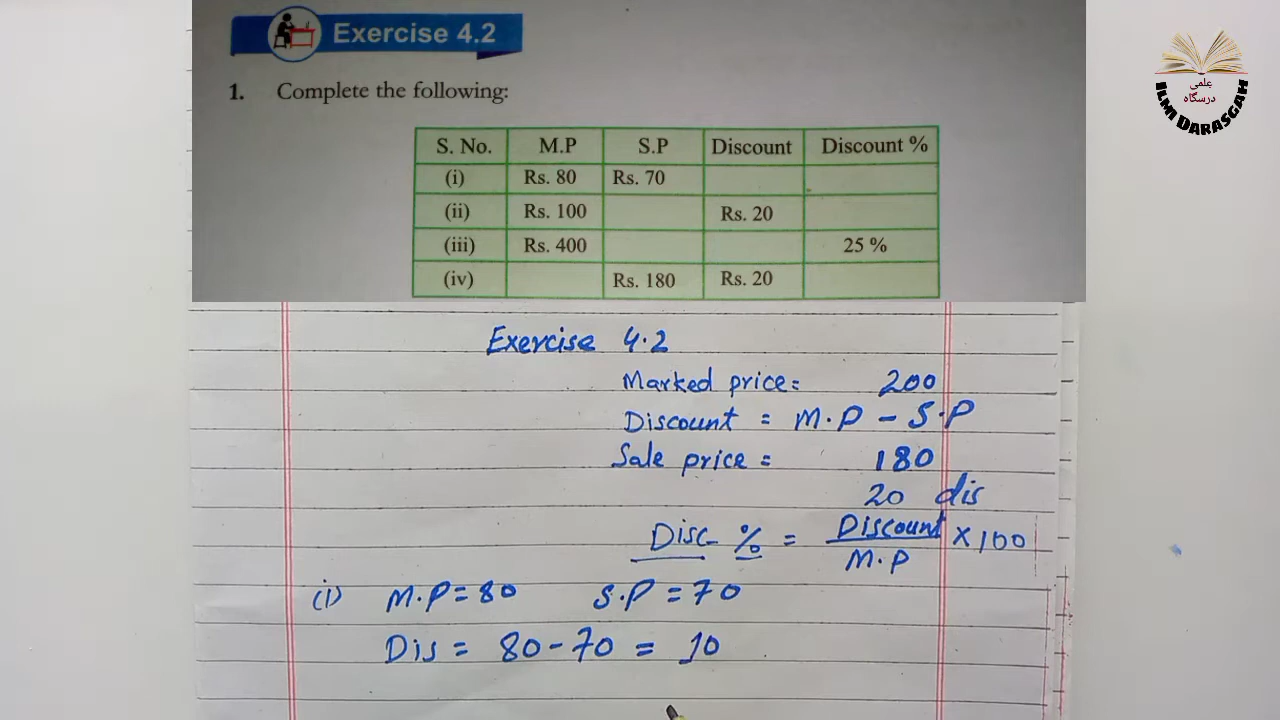 Exercise 4.2
1. Complete the following:
S. No. M.P S.P Discount Discount %
(i) Rs. 80 Rs. 70
(ii) Rs. 100 Rs. 20
(iii) Rs. 400 25 %
(iv) Rs. 180 Rs. 20
علمی
درسگاه
ILMI DARASGAH
Exercise 4.2
Marked price= 200
Discount = M.P - S.P
Sale price = 180
20 dis
Disc % = Discount × 100
M.P
(i) M.P=80 S.P=70
Dis = 80-70 = 10